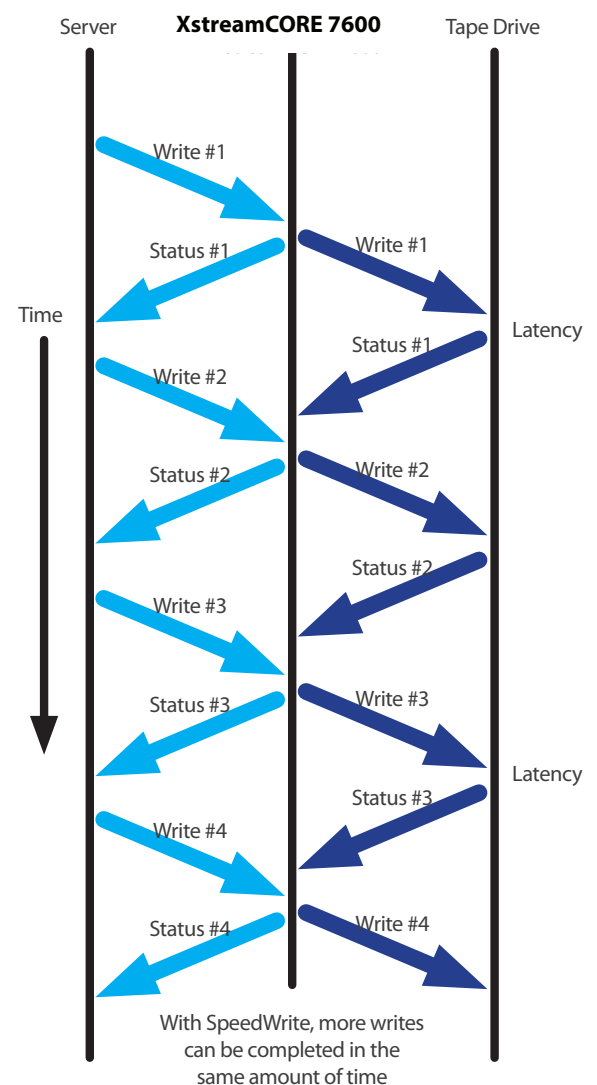 Server
XstreamCORE 7600
Tape Drive
Write #1
Status #1
Write #1
Time
Latency
Status #1
Write #2
Status #2
Write #2
Status #2
Write #3
Status #3
Write #3
Latency
Status #3
Write #4
Status #4
Write #4
With SpeedWrite, more writes
can be completed in the
same amount of time